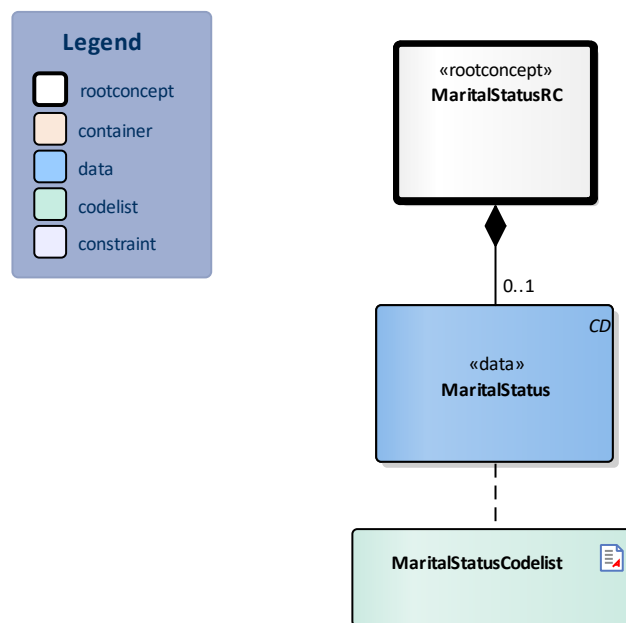 Legend
rootconcept
container
data
codelist
constraint
«rootconcept»
MaritalStatusRC
0..1
CD
«data»
MaritalStatus
MaritalStatusCodelist